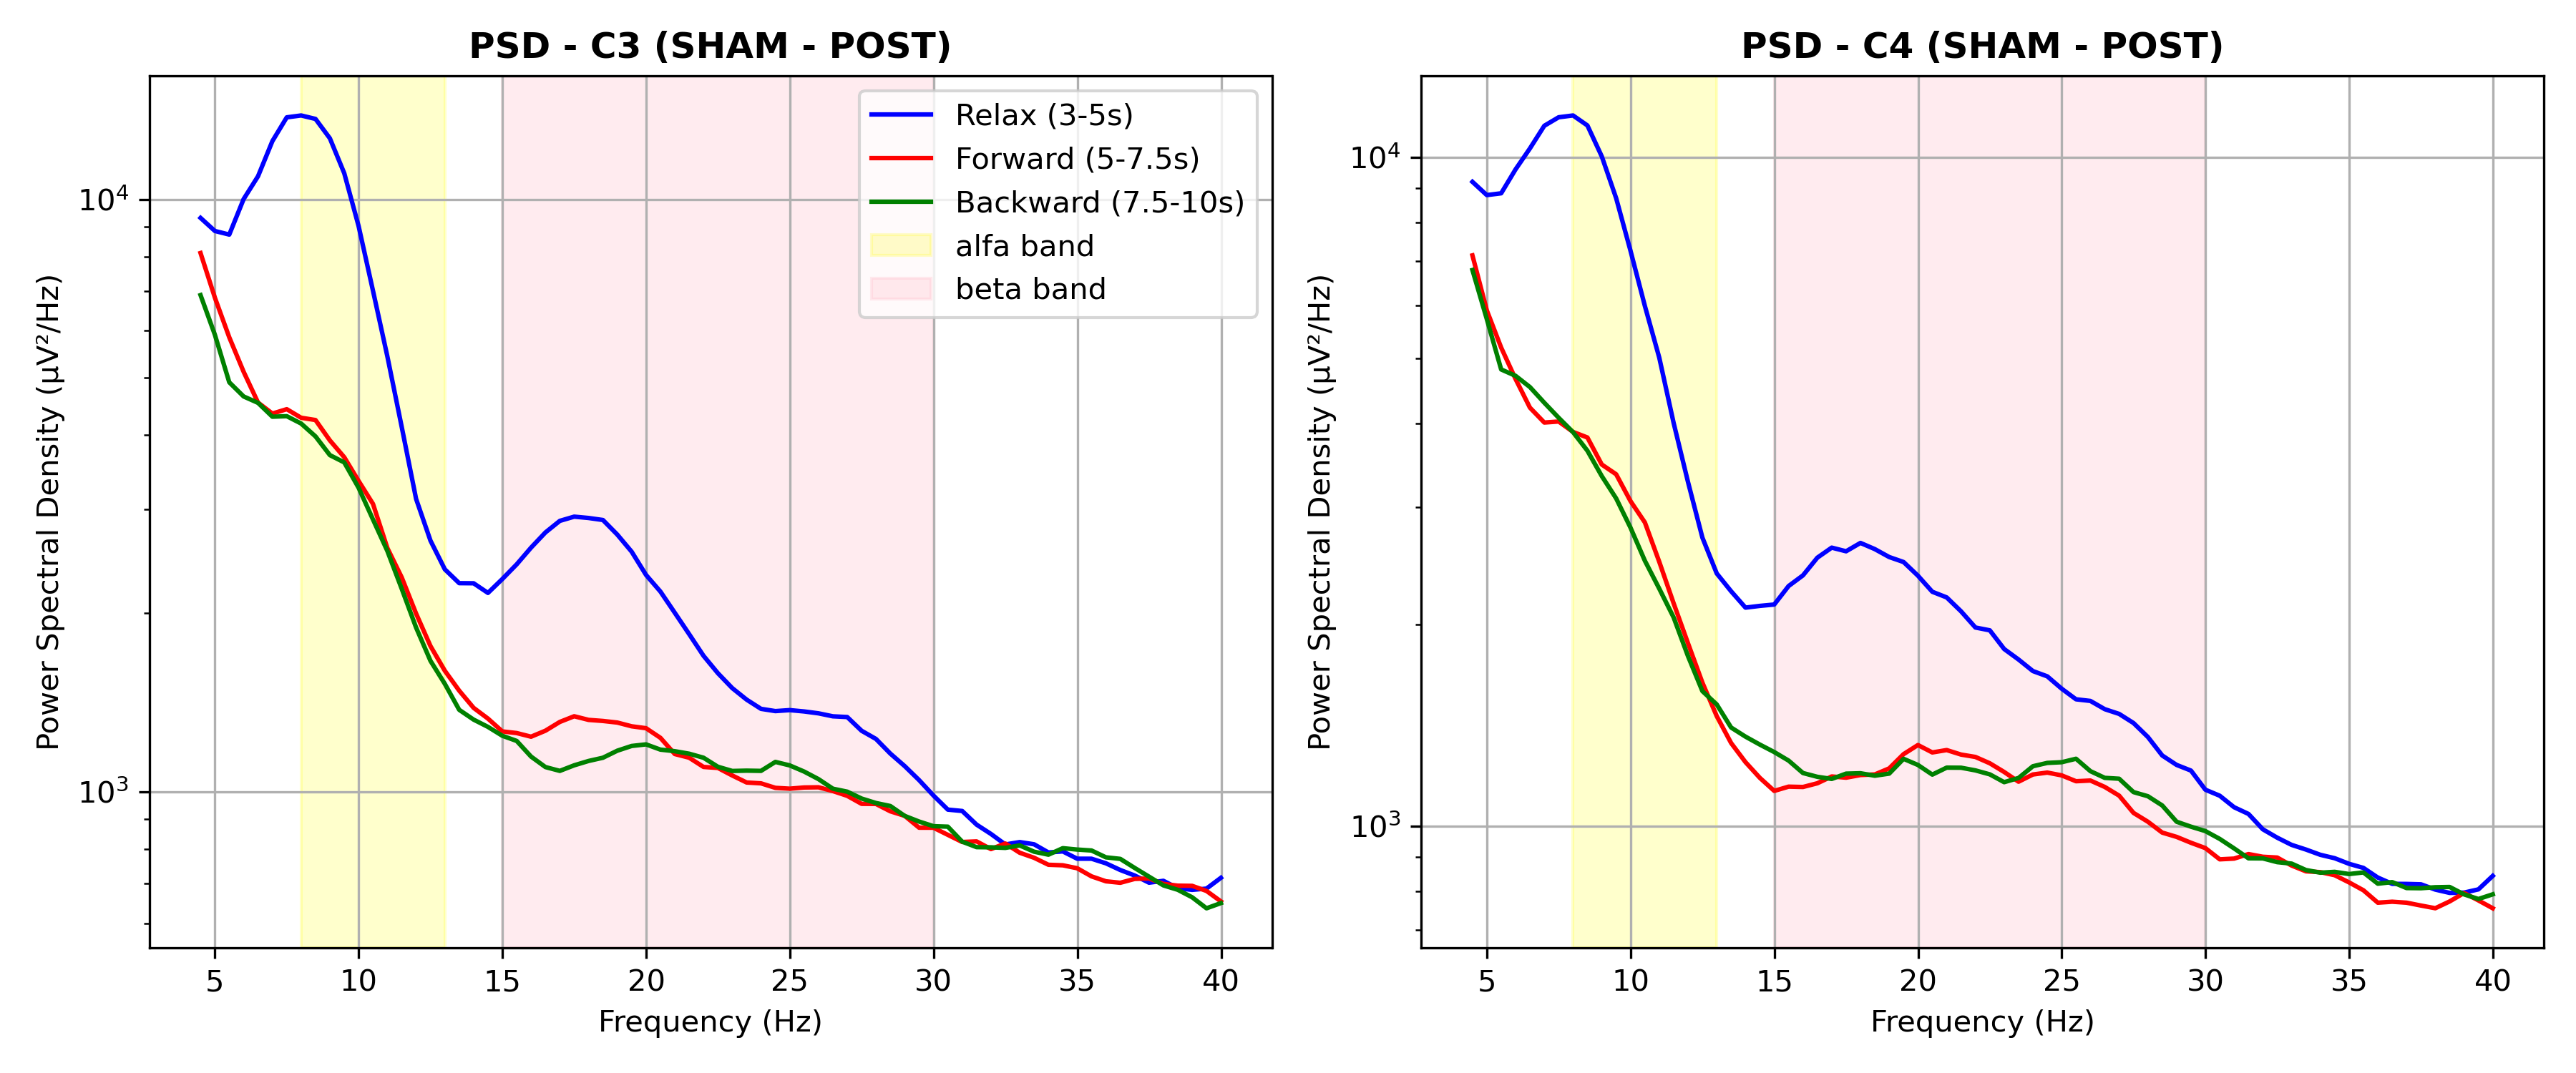 PSD - C3 (SHAM - POST)
Power Spectral Density (µV²/Hz)
10⁴
10³
Relax (3-5s)
Forward (5-7.5s)
Backward (7.5-10s)
alfa band
beta band
5 10 15 20 25 30 35 40
Frequency (Hz)
PSD - C4 (SHAM - POST)
Power Spectral Density (µV²/Hz)
10⁴
10³
5 10 15 20 25 30 35 40
Frequency (Hz)